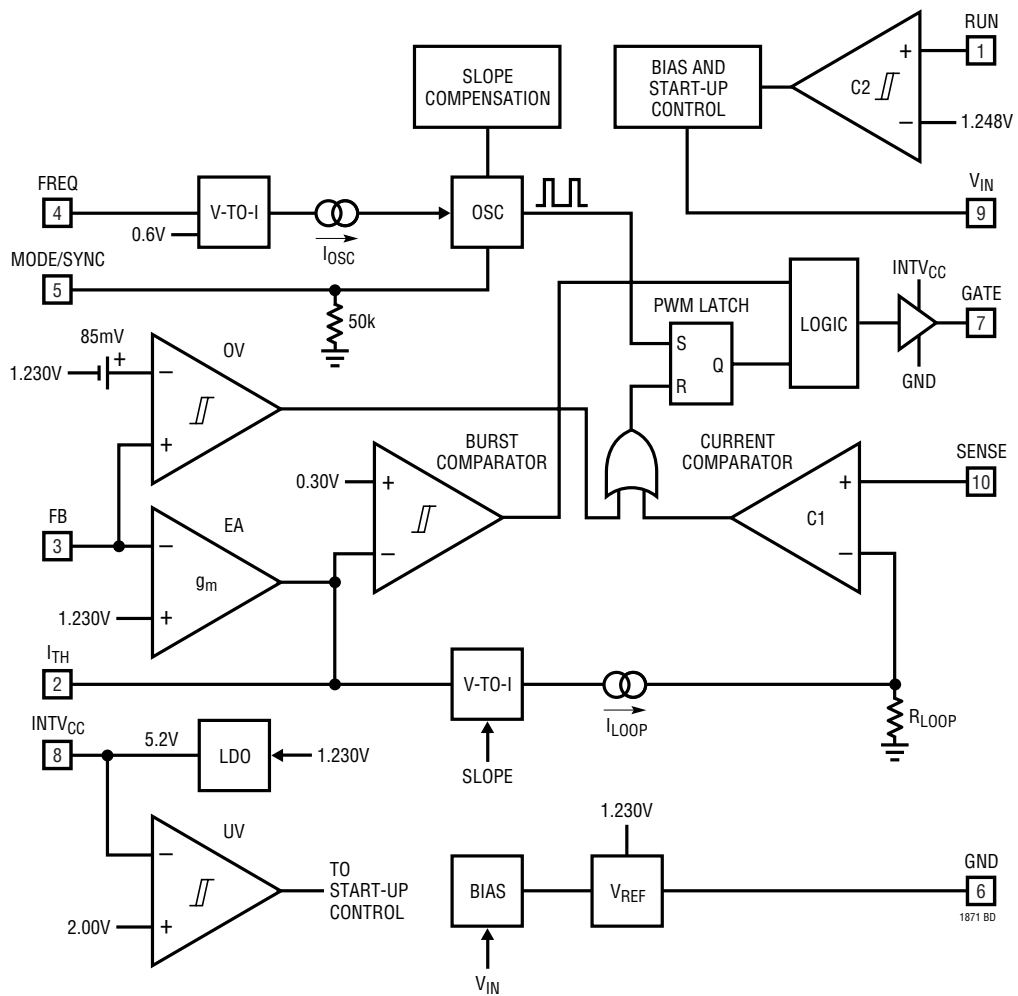 RUN
1
SLOPE
COMPENSATION
BIAS AND
START-UP
CONTROL
C2
+
–
1.248V
FREQ
4
V-TO-I
0.6V
IOSC
OSC
VIN
9
MODE/SYNC
5
50k
PWM LATCH
S
R
Q
LOGIC
INTVCC
GATE
7
GND
85mV
+
1.230V
OV
–
+
BURST
COMPARATOR
0.30V
+
–
CURRENT
COMPARATOR
C1
+
–
SENSE
10
FB
3
EA
–
gm
+
1.230V
ITH
2
V-TO-I
SLOPE
ILOOP
RLOOP
INTVCC
8
5.2V
LDO
1.230V
UV
–
+
2.00V
TO
START-UP
CONTROL
1.230V
BIAS
VREF
VIN
GND
6
1871 BD